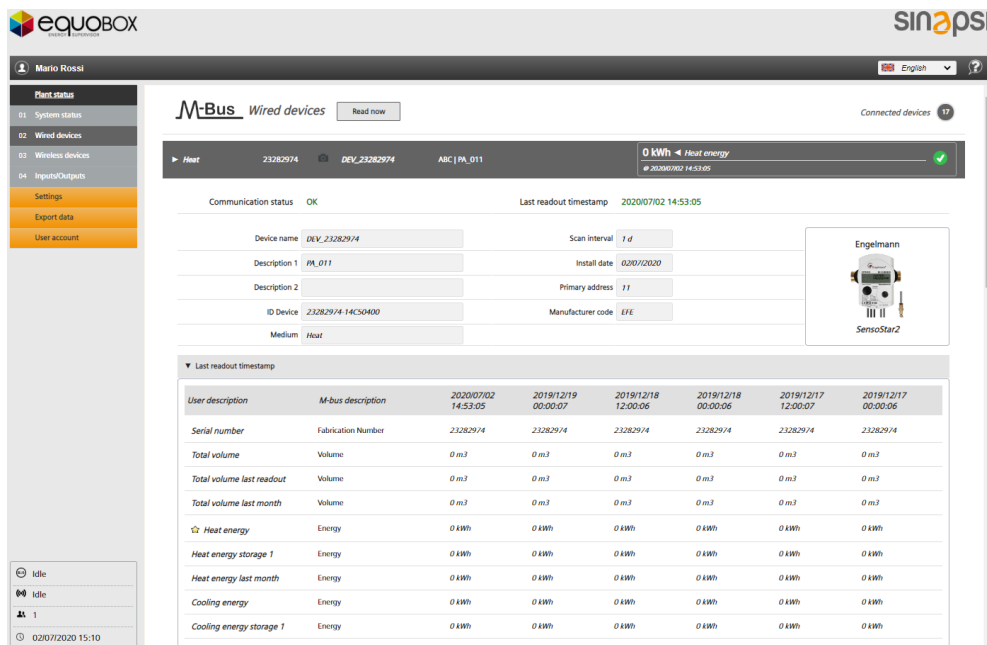 eQUOBOX
ENERGY SUPERVISOR
sinapsi
Mario Rossi
English
?
Plant status
01 System status
02 Wired devices
03 Wireless devices
04 Inputs/Outputs
Settings
Export data
User account
M-Bus Wired devices Read now Connected devices 17
► Heat 23282974 DEV_23282974 ABC | PA_011 0 kWh ◄ Heat energy
@ 2020/07/02 14:53:05
Communication status OK Last readout timestamp 2020/07/02 14:53:05
Device name DEV_23282974 Scan interval 1 d
Description 1 PA_011 Install date 02/07/2020
Description 2 Primary address 11
ID Device 23282974-14C50400 Manufacturer code EFE
Medium Heat
Engelmann
SensoStar2
▼ Last readout timestamp
User description M-bus description 2020/07/02 14:53:05 2019/12/19 00:00:07 2019/12/18 12:00:06 2019/12/18 00:00:06 2019/12/17 12:00:07 2019/12/17 00:00:06
Serial number Fabrication Number 23282974 23282974 23282974 23282974 23282974 23282974
Total volume Volume 0 m3 0 m3 0 m3 0 m3 0 m3 0 m3
Total volume last readout Volume 0 m3 0 m3 0 m3 0 m3 0 m3 0 m3
Total volume last month Volume 0 m3 0 m3 0 m3 0 m3 0 m3 0 m3
Heat energy Energy 0 kWh 0 kWh 0 kWh 0 kWh 0 kWh 0 kWh
Heat energy storage 1 Energy 0 kWh 0 kWh 0 kWh 0 kWh 0 kWh 0 kWh
Heat energy last month Energy 0 kWh 0 kWh 0 kWh 0 kWh 0 kWh 0 kWh
Cooling energy Energy 0 kWh 0 kWh 0 kWh 0 kWh 0 kWh 0 kWh
Cooling energy storage 1 Energy 0 kWh 0 kWh 0 kWh 0 kWh 0 kWh 0 kWh
Idle
Idle
1
02/07/2020 15:10